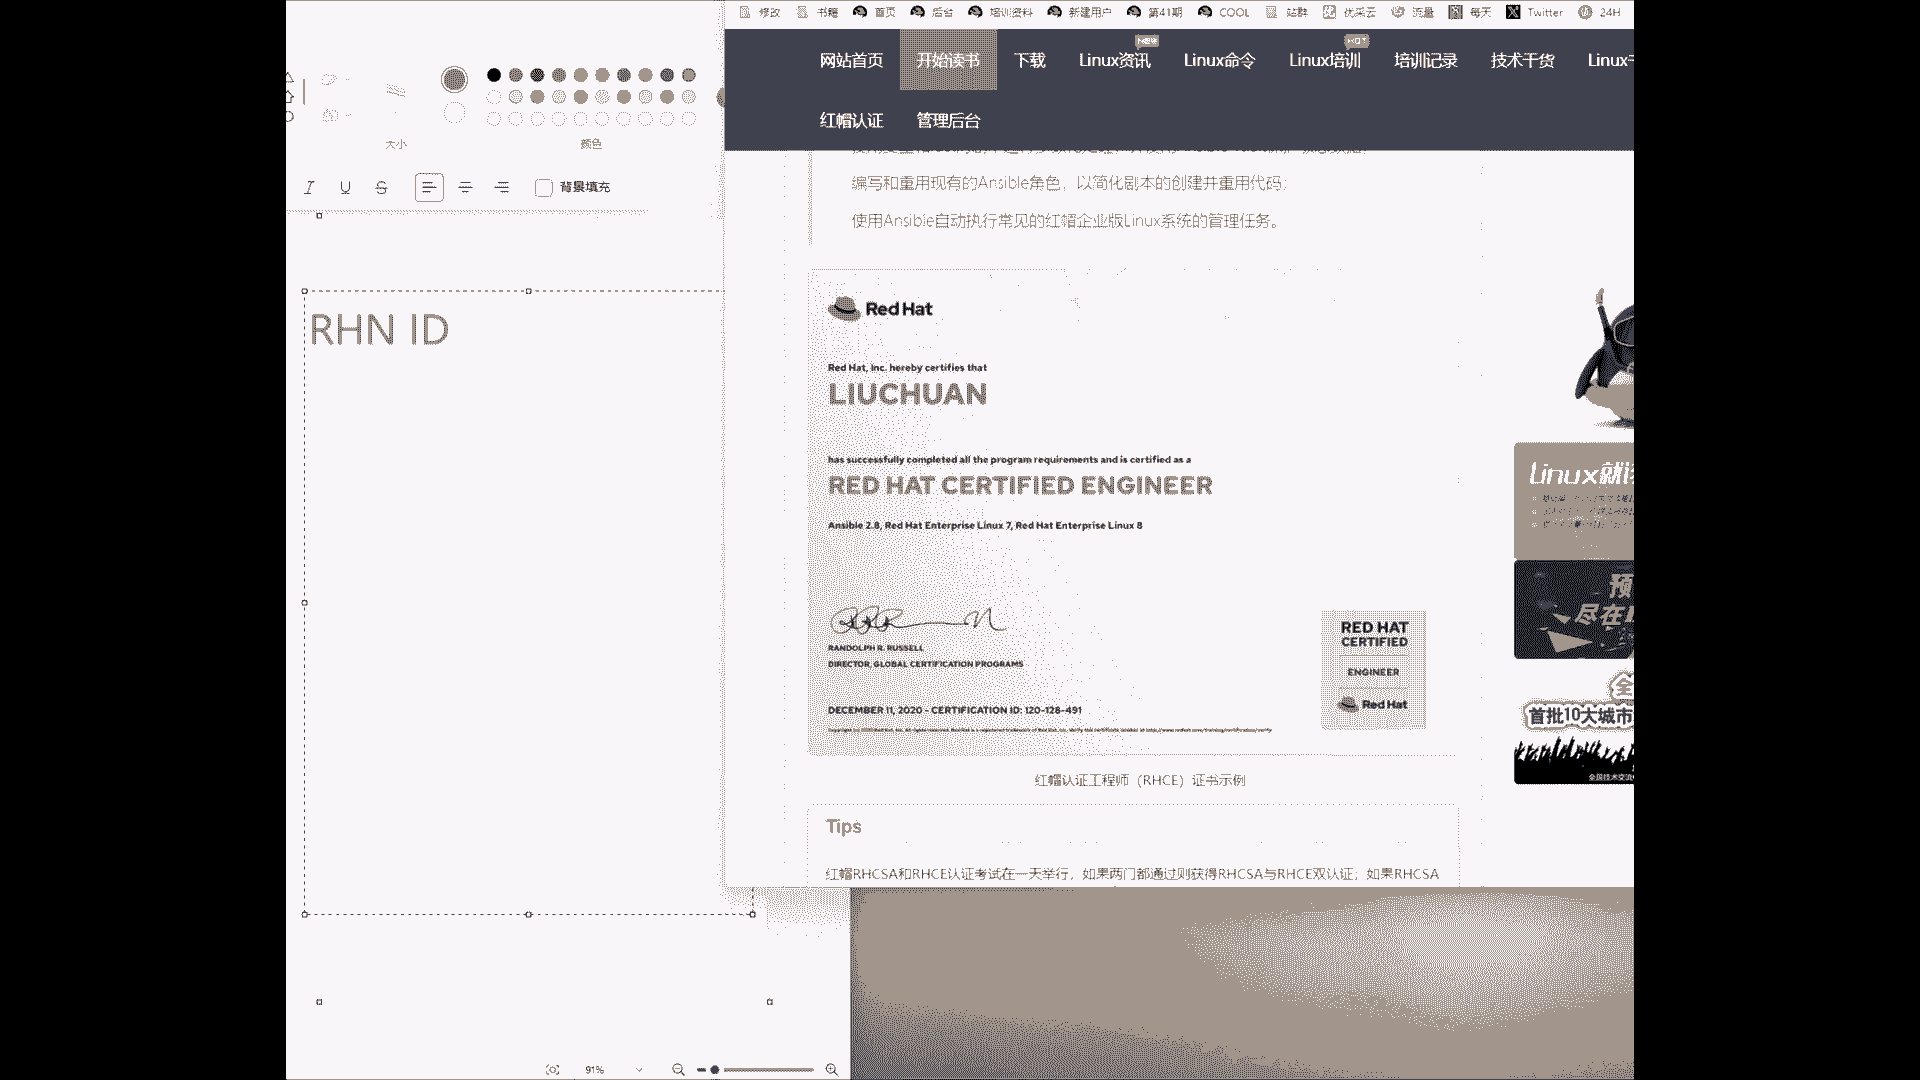 修改 书籍 首页 后台 培训资料 新建用户 第41期 COOL 站群 优采云 流量 每天 Twitter 24H
NEW HOT
网站首页 开始读书 下载 Linux资讯 Linux命令 Linux培训 培训记录 技术干货 Linux
红帽认证 管理后台
大小 颜色
I U S 背景填充
RHN ID
编写和重用现有的Ansible角色，以简化剧本的创建并重用代码；
使用Ansible自动执行常见的红帽企业版Linux系统的管理任务。
Red Hat
Red Hat, Inc. hereby certifies that
LIUCHUAN
has successfully completed all the program requirements and is certified as a
RED HAT CERTIFIED ENGINEER
Ansible 2.8, Red Hat Enterprise Linux 7, Red Hat Enterprise Linux 8
RANDOLPH R. RUSSELL
DIRECTOR, GLOBAL CERTIFICATION PROGRAMS
DECEMBER 11, 2020 - CERTIFICATION ID: 120-128-491
RED HAT
CERTIFIED
ENGINEER
Red Hat
红帽认证工程师（RHCE）证书示例
Tips
红帽RHCSA和RHCE认证考试在一天举行，如果两门都通过则获得RHCSA与RHCE双认证；如果RHCSA
Linux就
预
尽在
全
首批10大城市
全国技术交流
91%